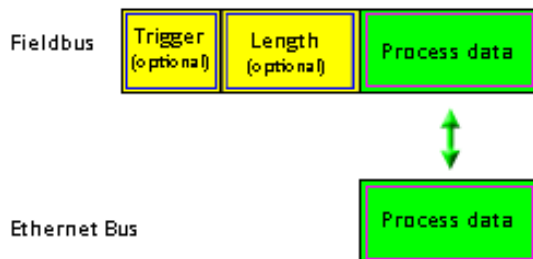 Fieldbus
Trigger
(optional)
Length
(optional)
Process data
Ethernet Bus
Process data